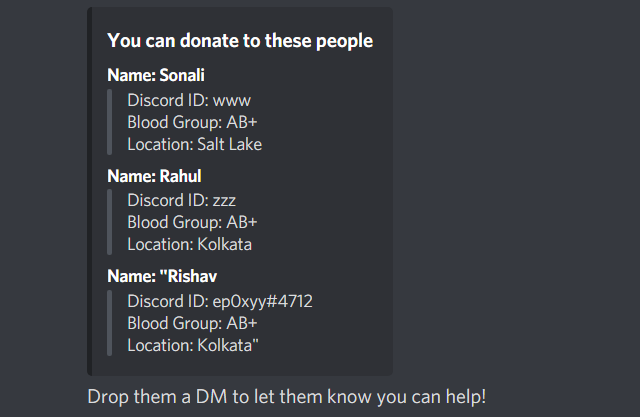 You can donate to these people
Name: Sonali
Discord ID: www
Blood Group: AB+
Location: Salt Lake
Name: Rahul
Discord ID: zzz
Blood Group: AB+
Location: Kolkata
Name: "Rishav
Discord ID: ep0xyy#4712
Blood Group: AB+
Location: Kolkata"
Drop them a DM to let them know you can help!